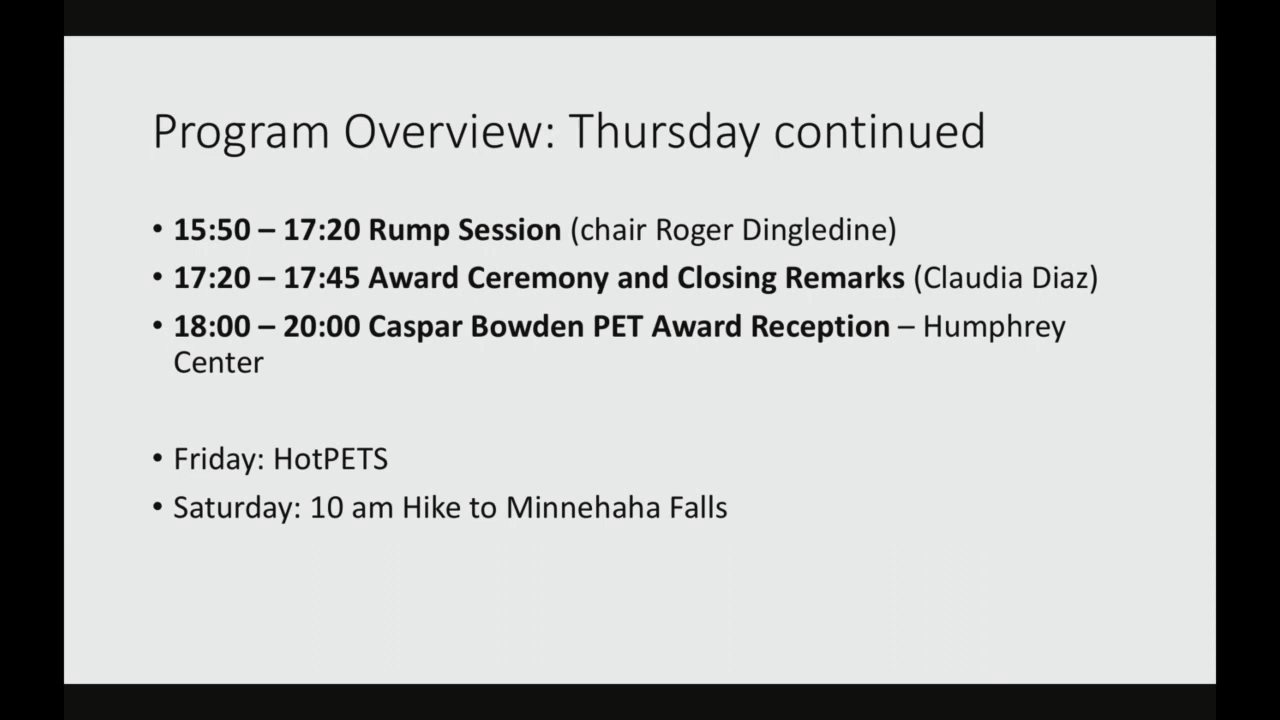 Program Overview: Thursday continued
• 15:50 – 17:20 Rump Session (chair Roger Dingledine)
• 17:20 – 17:45 Award Ceremony and Closing Remarks (Claudia Diaz)
• 18:00 – 20:00 Caspar Bowden PET Award Reception – Humphrey
Center
• Friday: HotPETS
• Saturday: 10 am Hike to Minnehaha Falls